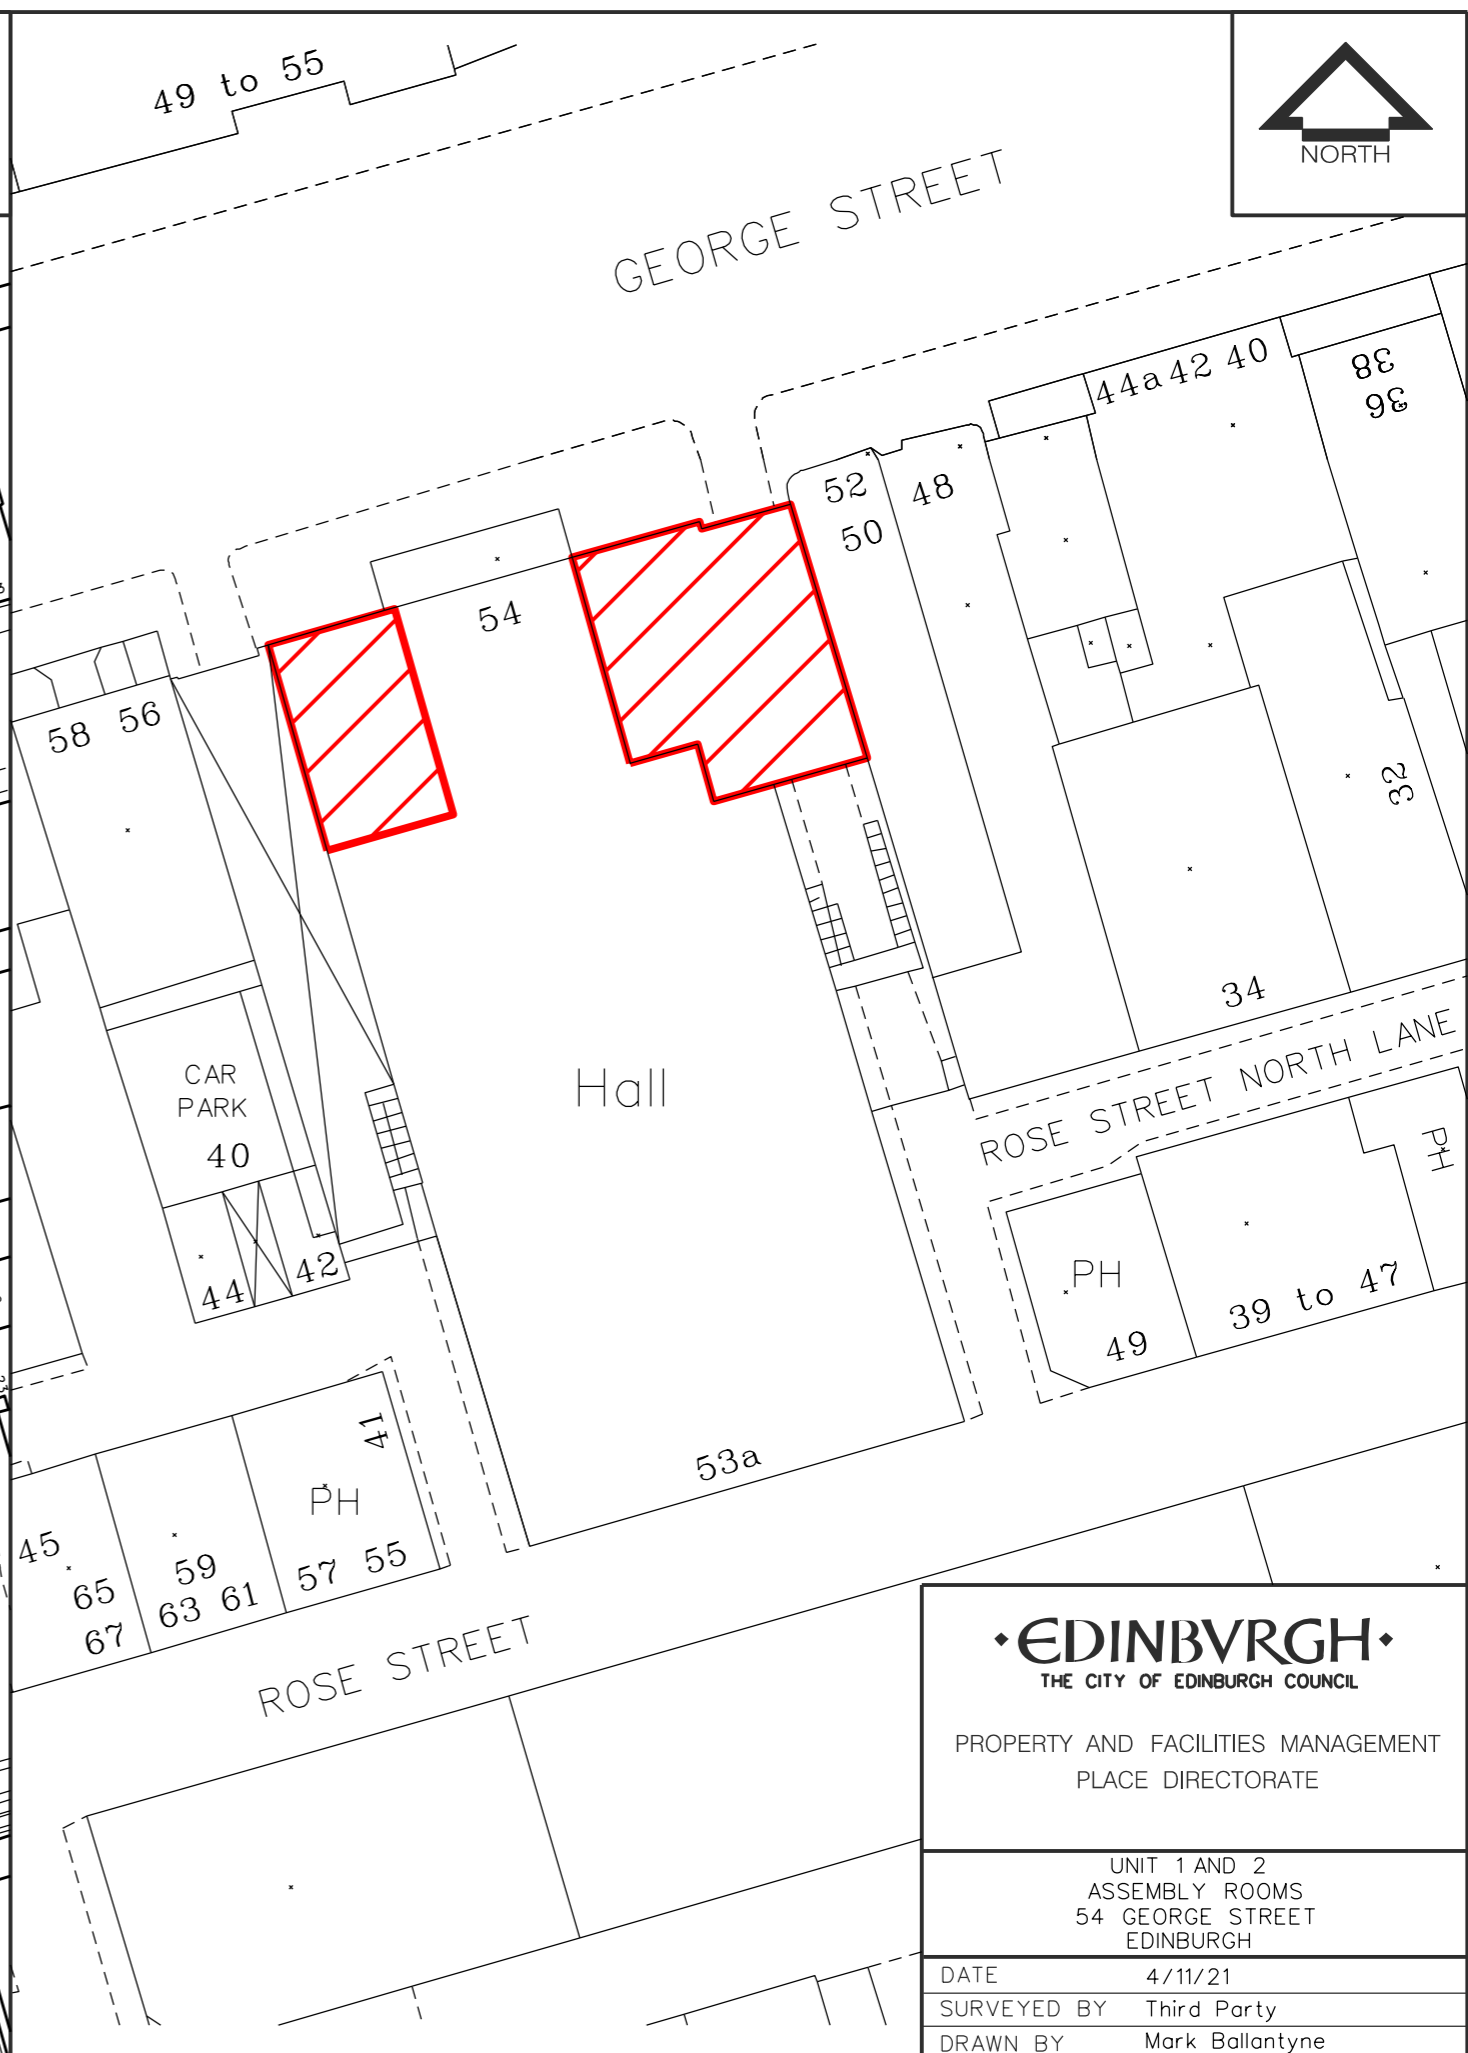 49 to 55
NORTH
GEORGE STREET
44a 42 40
38
36
52
48
50
54
58 56
32
34
CAR
PARK
40
Hall
ROSE STREET NORTH LANE
PH
44
42
PH
49
39 to 47
41
53a
PH
45
65
67
59
63 61
57 55
ROSE STREET
EDINBVRGH
THE CITY OF EDINBURGH COUNCIL
PROPERTY AND FACILITIES MANAGEMENT
PLACE DIRECTORATE
UNIT 1 AND 2
ASSEMBLY ROOMS
54 GEORGE STREET
EDINBURGH
DATE 4/11/21
SURVEYED BY Third Party
DRAWN BY Mark Ballantyne